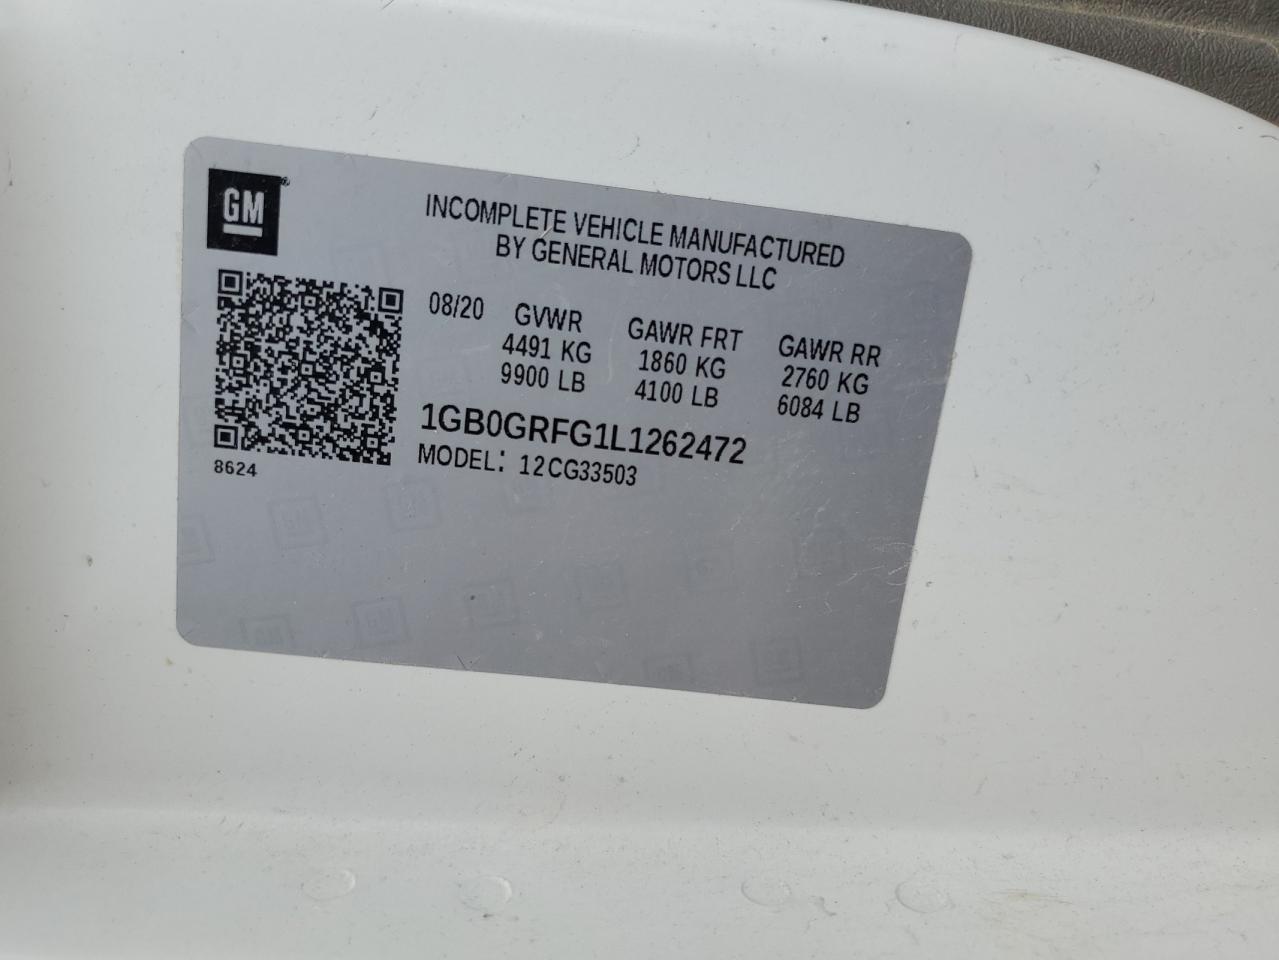 GM
INCOMPLETE VEHICLE MANUFACTURED
BY GENERAL MOTORS LLC
08/20 GVWR GAWR FRT GAWR RR
4491 KG 1860 KG 2760 KG
9900 LB 4100 LB 6084 LB
1GB0GRFG1L1262472
MODEL: 12CG33503
8624